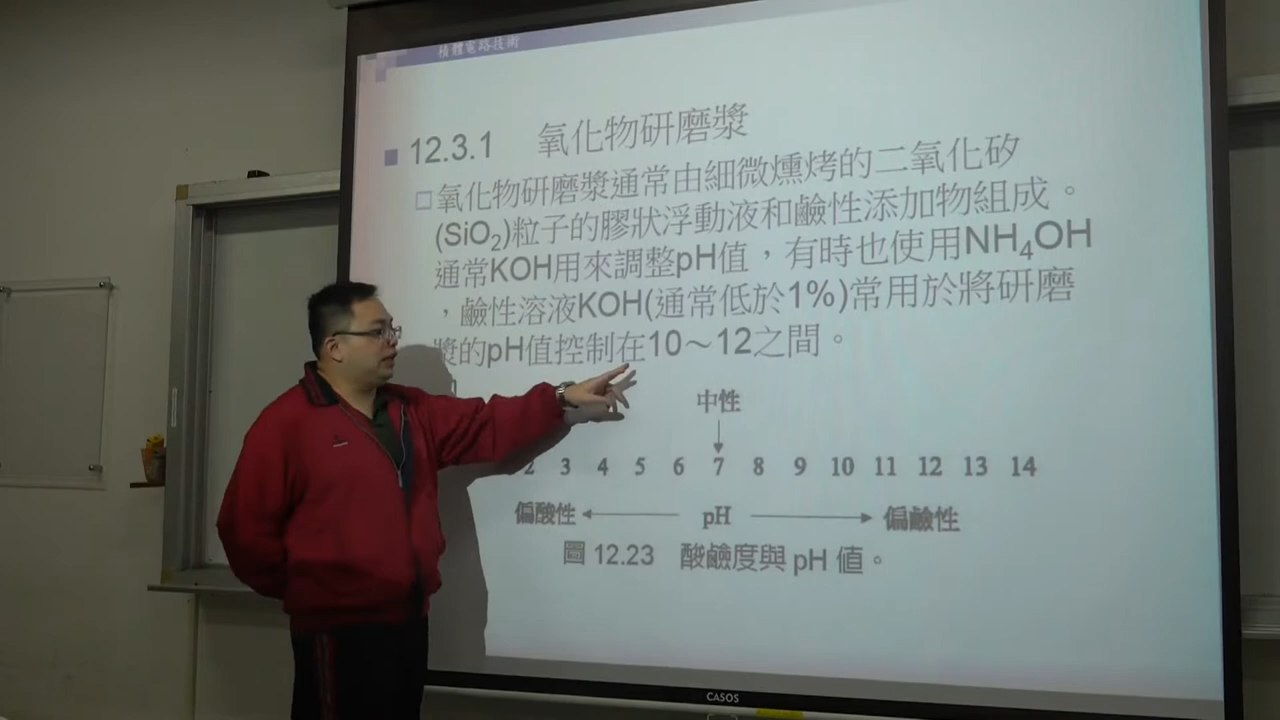 積體電路技術
12.3.1 氧化物研磨漿
氧化物研磨漿通常由細微燻烤的二氧化矽
(SiO₂)粒子的膠狀浮動液和鹼性添加物組成。
通常KOH用來調整pH值，有時也使用NH₄OH
，鹼性溶液KOH(通常低於1%)常用於將研磨
漿的pH值控制在10～12之間。
中性
2 3 4 5 6 7 8 9 10 11 12 13 14
偏酸性 pH 偏鹼性
圖 12.23 酸鹼度與 pH 值。
CASOS